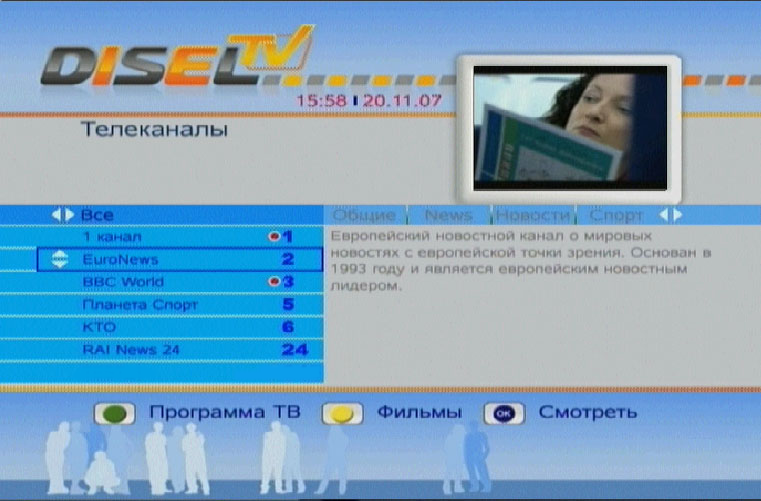 DISEL TV
15:58 20.11.07
Телеканалы
Все
Общие News Новости Спорт
1 канал 1
EuroNews 2
BBC World 3
Планета Спорт 5
КТО 6
RAI News 24 24
Европейский новостной канал о мировых
новостях с европейской точки зрения. Основан в
1993 году и является европейским новостным
лидером.
Программа ТВ
Фильмы
OK Смотреть